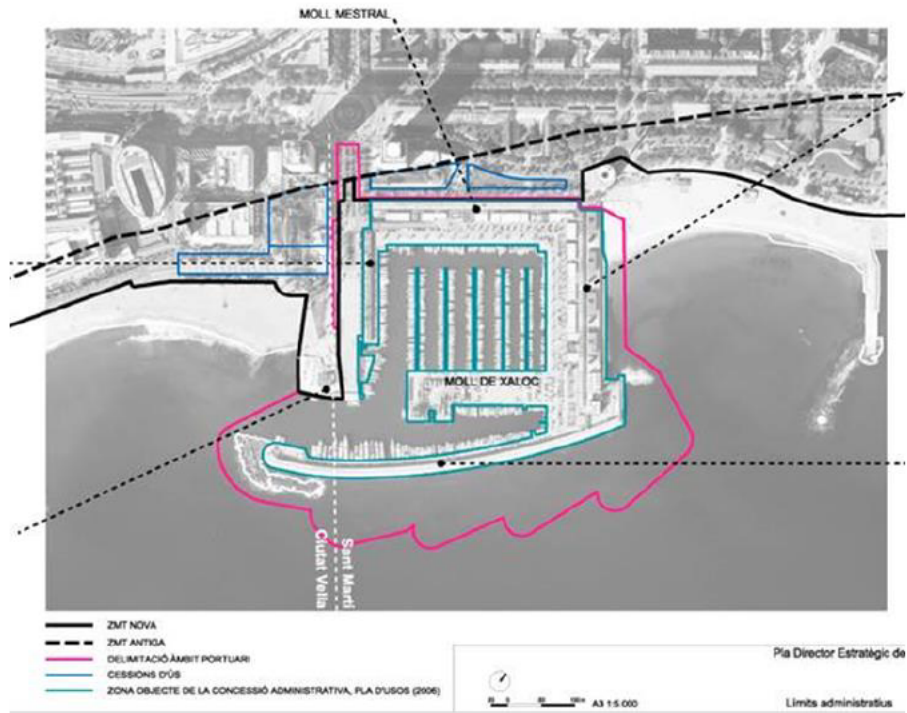 MOLL MESTRAL
MOLL DE XALOC
Ciutat Vella
Sant Martí
ZMT NOVA
ZMT ANTIGA
DELIMITACIÓ ÀMBIT PORTUARI
CESSIONS D'ÚS
ZONA OBJECTE DE LA CONCESSIÓ ADMINISTRATIVA, PLA D'USOS (2006)
Pla Director Estratégic de
A3 1:5.000
Límits administratius